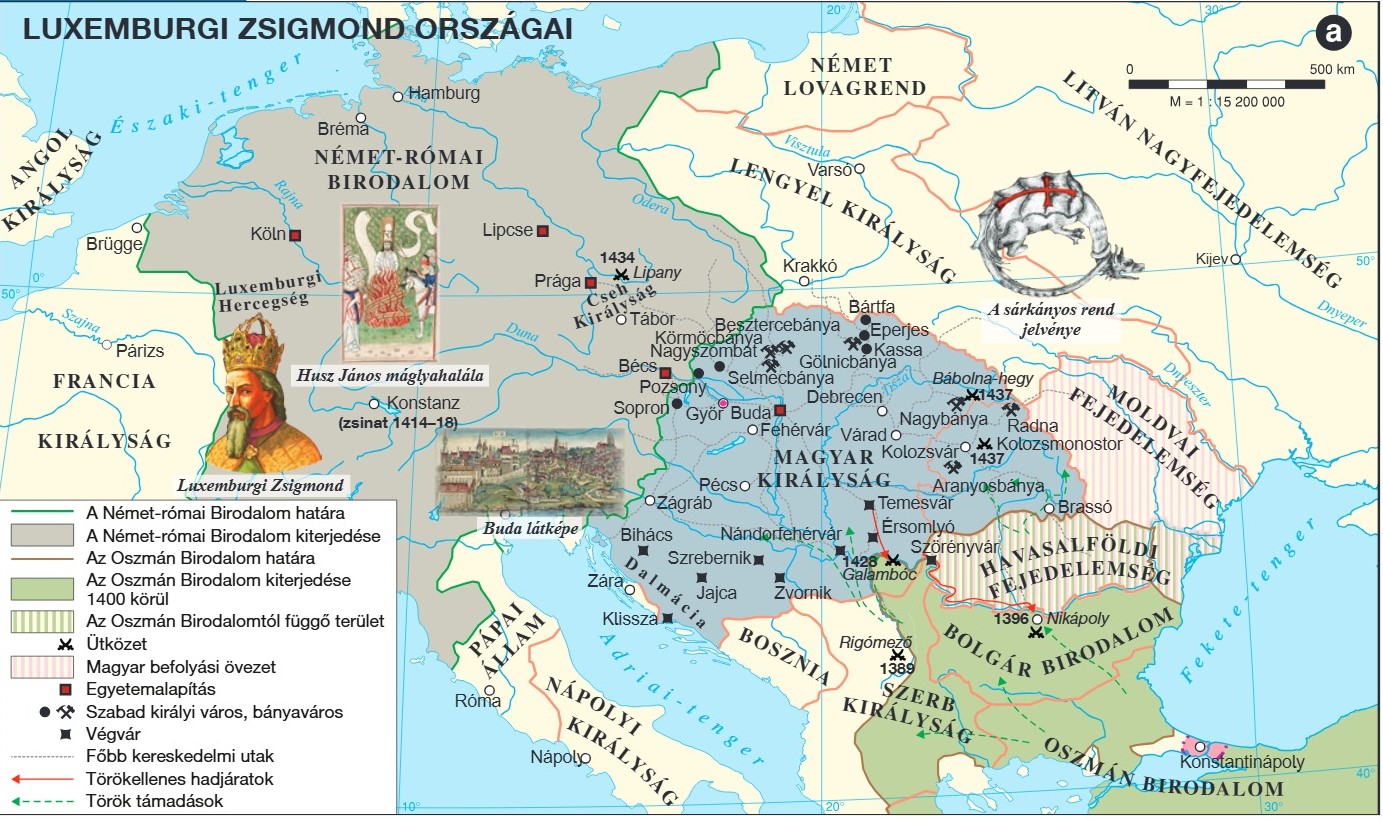 LUXEMBURGI ZSIGMOND ORSZÁGAI
a
20°
30°
0 500 km
M = 1 : 15 200 000
Északi-tenger
ANGOL
KIRÁLYSÁG
Hamburg
Bréma
NÉMET-RÓMAI
BIRODALOM
NÉMET
LOVAGREND
LITVÁN NAGYFEJEDELEMSÉG
Visztula
Varsó
LENGYEL KIRÁLYSÁG
Rajna
Odera
Brügge
Köln
Lipcse
Kijev
0°
50°
50°
Luxemburgi
Hercegség
1434
Lipany
Prága
Cseh
Királyság
Krakkó
Dnyeper
A sárkányos rend
jelvénye
Szajna
Párizs
Duna
Tábor
Bártfa
Besztercebánya
Eperjes
Körmöcbánya
Nagyszombat
Kassa
Gölnicbánya
Selmecbánya
Bécs
Pozsony
Dnyeszter
FRANCIA
KIRÁLYSÁG
Husz János máglyahalála
Konstanz
(zsinat 1414–18)
Sopron
Győr
Buda
Fehérvár
Debrecen
Bábolna-hegy
1437
Nagybánya
Radna
Várad
Kolozsvár
Kolozsmonostor
1437
MOLDVAI
FEJEDELEMSÉG
MAGYAR
KIRÁLYSÁG
Aranyosbánya
Luxemburgi Zsigmond
Pécs
Zágráb
Temesvár
Brassó
Buda látképe
Érsomlyó
Bihács
Nándorfehérvár
Szörényvár
Szrebernik
1428
Galambóc
HAVASALFÖLDI
FEJEDELEMSÉG
Zára
Dalmácia
Jajca
Zvornik
Klissza
1396
Nikápoly
PÁPAI
ÁLLAM
Adriai-tenger
BOSZNIA
Rigómező
1389
BOLGÁR BIRODALOM
Fekete-tenger
Róma
NÁPOLYI
KIRÁLYSÁG
SZERB
KIRÁLYSÁG
Nápoly
OSZMÁN BIRODALOM
Konstantinápoly
40°
10°
20°
30°
A Német-római Birodalom határa
A Német-római Birodalom kiterjedése
Az Oszmán Birodalom határa
Az Oszmán Birodalom kiterjedése
1400 körül
Az Oszmán Birodalomtól függő terület
Ütközet
Magyar befolyási övezet
Egyetemalapítás
Szabad királyi város, bányaváros
Végvár
Főbb kereskedelmi utak
Törökellenes hadjáratok
Török támadások